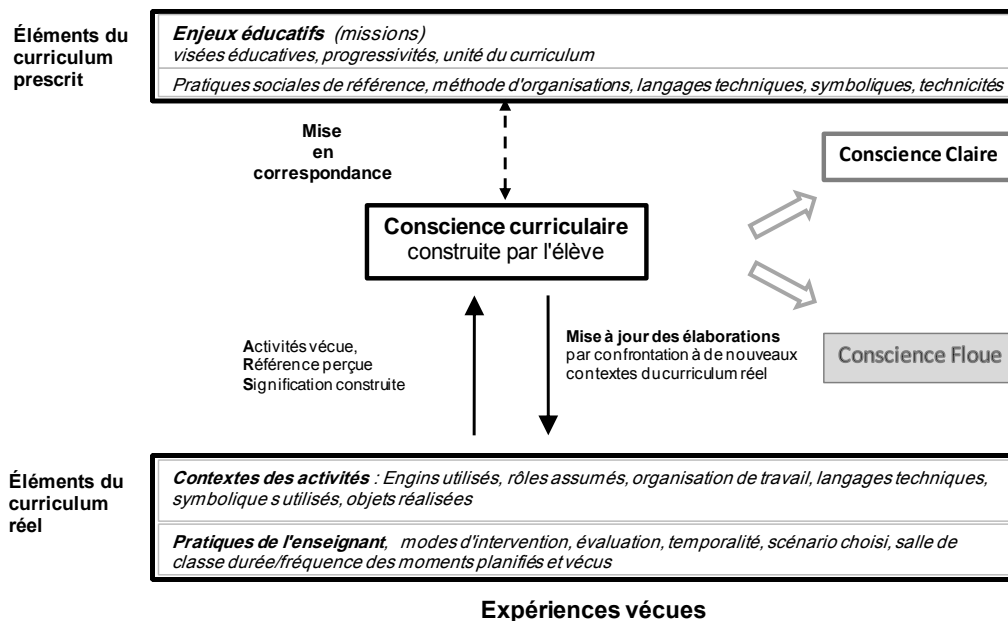 Éléments du
curriculum
prescrit
Enjeux éducatifs (missions)
visées éducatives, progressivités, unité du curriculum
Pratiques sociales de référence, méthode d'organisations, langages techniques, symboliques, technicités
Mise
en
correspondance
Conscience Claire
Conscience curriculaire
construite par l'élève
Activités vécue,
Référence perçue
Signification construite
Mise à jour des élaborations
par confrontation à de nouveaux
contextes du curriculum réel
Conscience Floue
Éléments du
curriculum
réel
Contextes des activités : Engins utilisés, rôles assumés, organisation de travail, langages techniques,
symbolique s utilisés, objets réalisées
Pratiques de l'enseignant, modes d'intervention, évaluation, temporalité, scénario choisi, salle de
classe durée/fréquence des moments planifiés et vécus
Expériences vécues